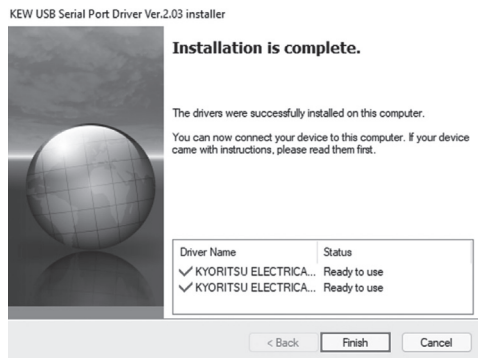 KEW USB Serial Port Driver Ver.2.03 installer
Installation is complete.
The drivers were successfully installed on this computer.
You can now connect your device to this computer. If your device
came with instructions, please read them first.
Driver Name Status
KYORITSU ELECTRICA... Ready to use
KYORITSU ELECTRICA... Ready to use
< Back Finish Cancel